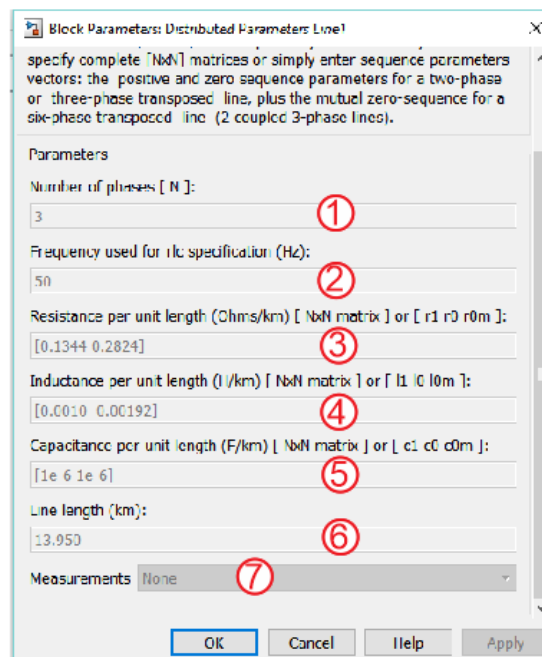 Block Parameters: Distributed Parameters Line1
specify complete [NxN] matrices or simply enter sequence parameters
vectors: the positive and zero sequence parameters for a two-phase
or three-phase transposed line, plus the mutual zero-sequence for a
six-phase transposed line (2 coupled 3-phase lines).
Parameters
Number of phases [ N ]:
3
①
Frequency used for rlc specification (Hz):
50
②
Resistance per unit length (Ohms/km) [ NxN matrix ] or [ r1 r0 r0m ]:
[0.1344 0.2824]
③
Inductance per unit length (H/km) [ NxN matrix ] or [ l1 l0 l0m ]:
[0.0010 0.00192]
④
Capacitance per unit length (F/km) [ NxN matrix ] or [ c1 c0 c0m ]:
[1e-6 1e-6]
⑤
Line length (km):
13.950
⑥
Measurements None
⑦
OK Cancel Help Apply